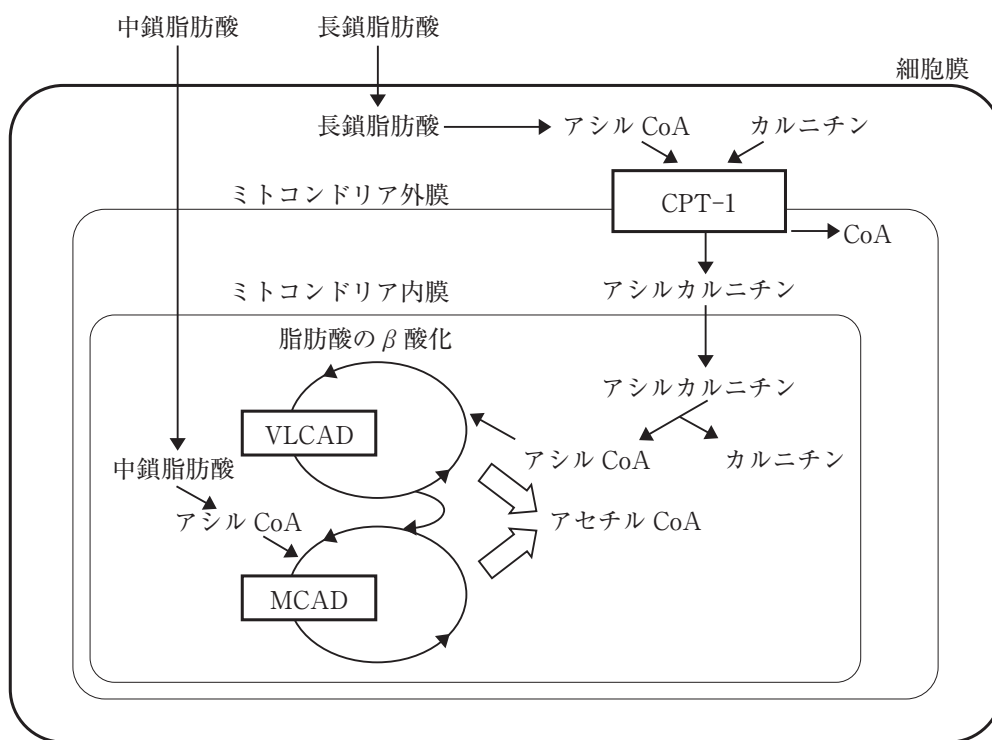 中鎖脂肪酸
長鎖脂肪酸
細胞膜
長鎖脂肪酸
アシル CoA
カルニチン
CPT-1
ミトコンドリア外膜
CoA
ミトコンドリア内膜
アシルカルニチン
脂肪酸の β 酸化
アシルカルニチン
VLCAD
アシル CoA
カルニチン
中鎖脂肪酸
アシル CoA
アセチル CoA
MCAD